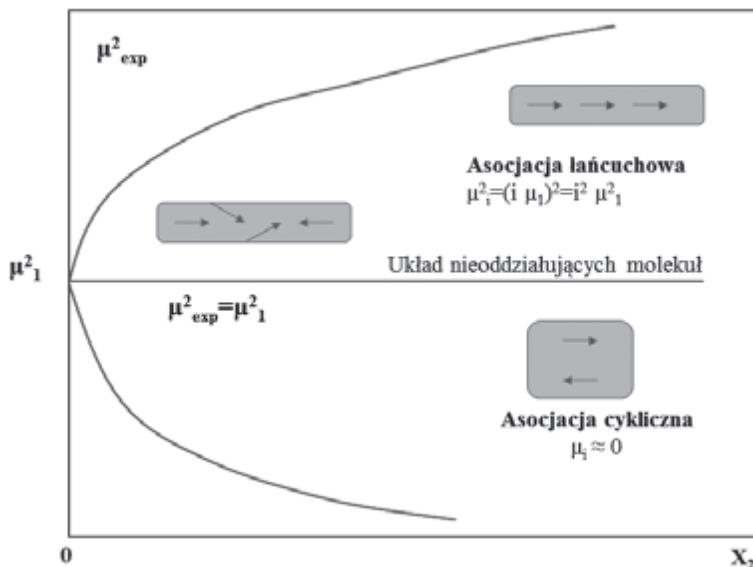 μ²exp
Asocjacja łańcuchowa
μ²i=(i μ1)²=i² μ²1
μ²1
Układ nieoddziałujących molekuł
μ²exp=μ²1
Asocjacja cykliczna
μi ≈ 0
0